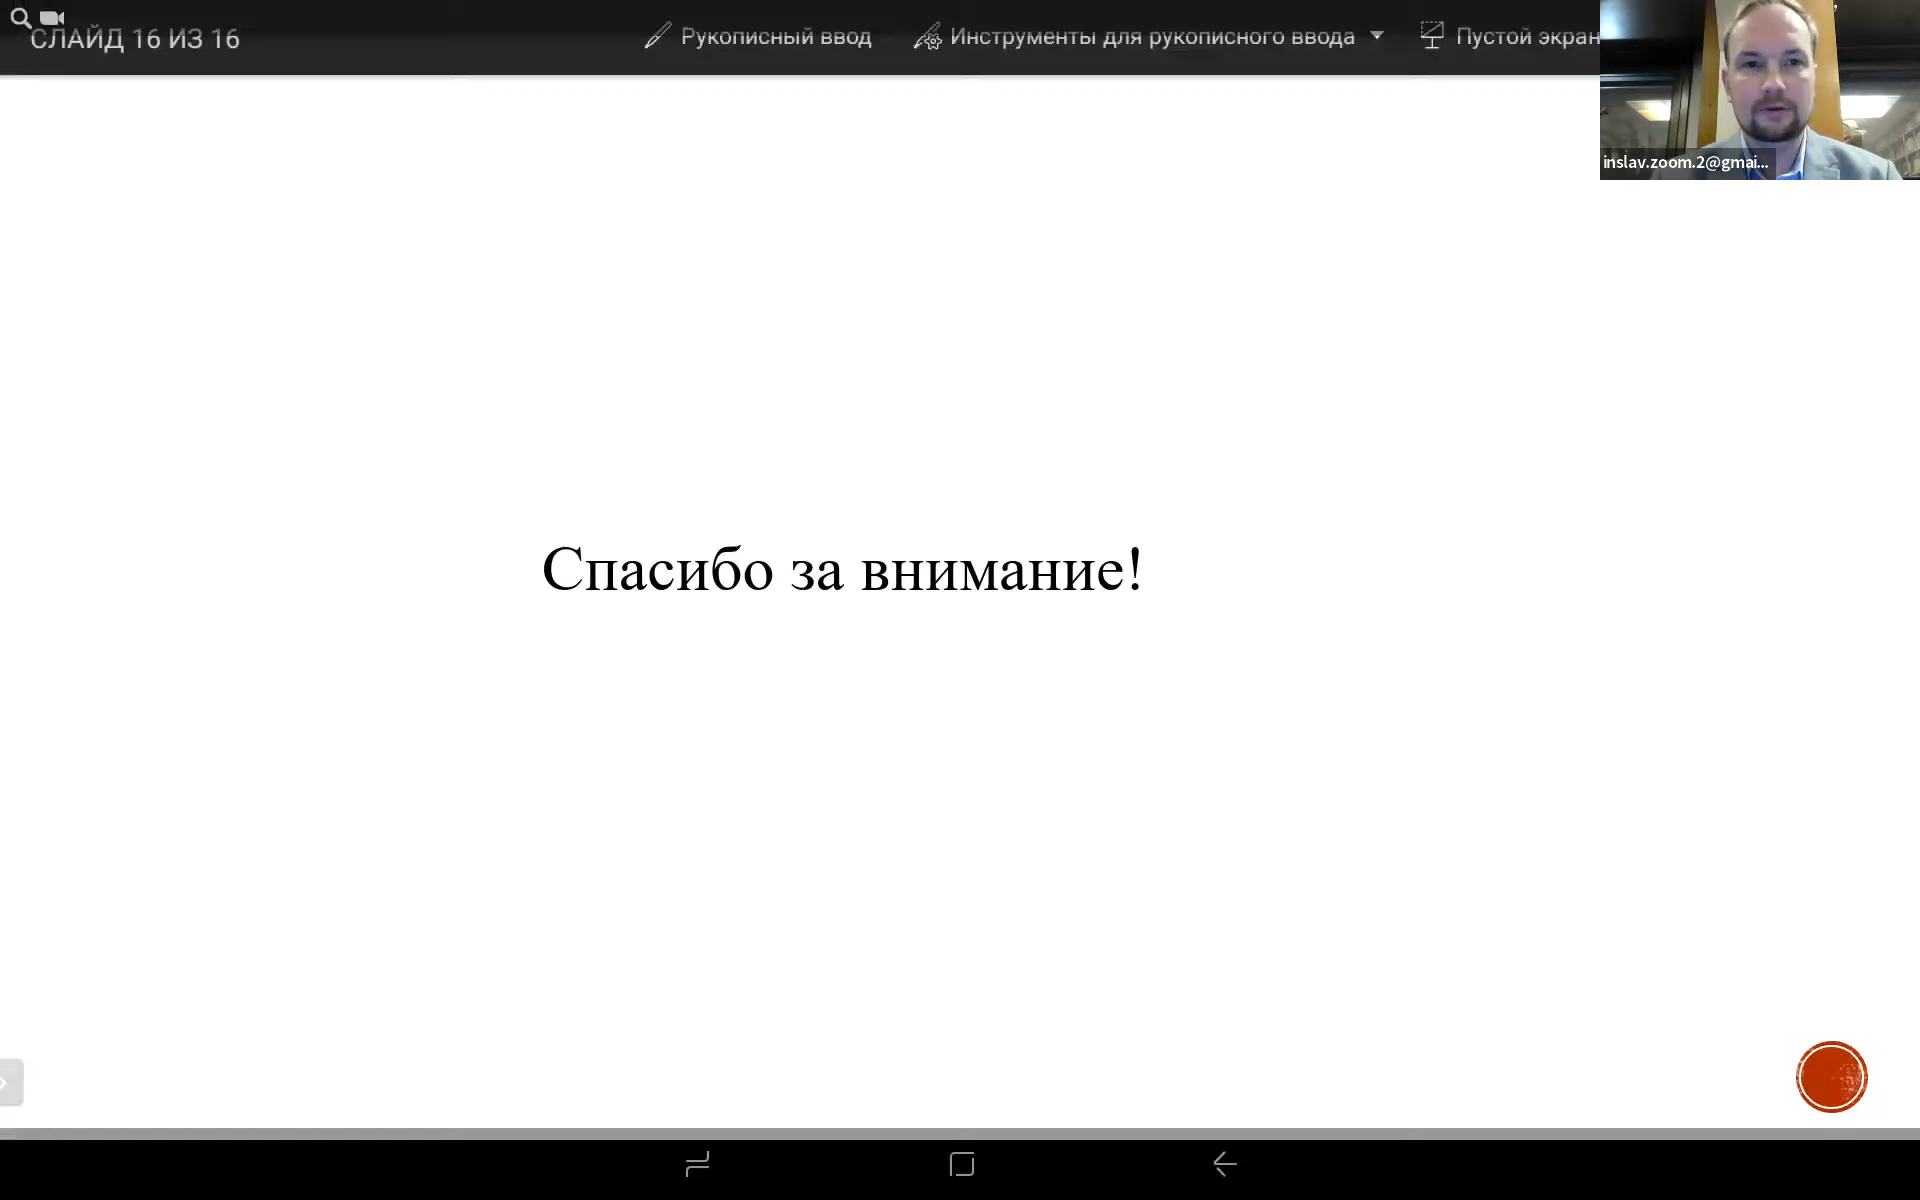 СЛАЙД 16 ИЗ 16
Рукописный ввод
Инструменты для рукописного ввода
Пустой экран
inslav.zoom.2@gmai...
Спасибо за внимание!